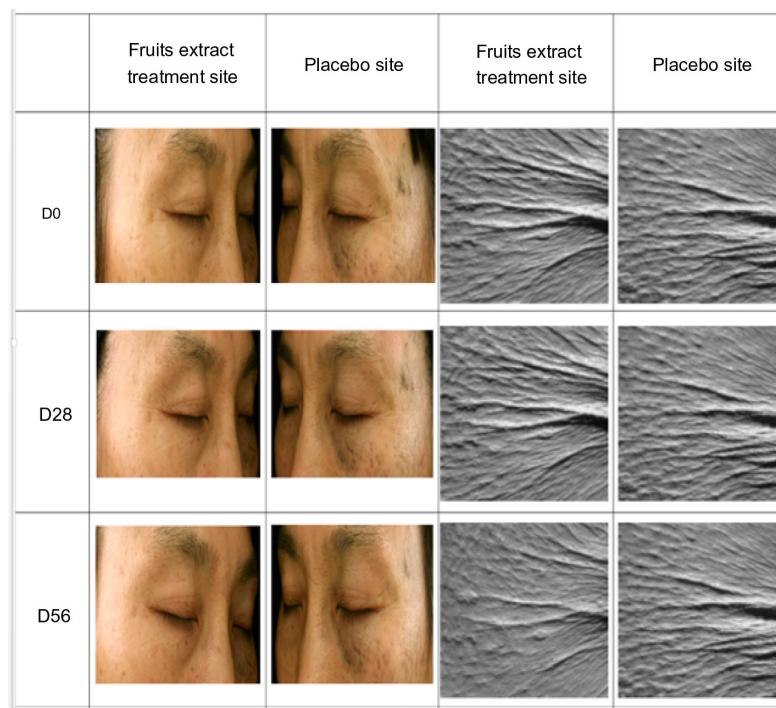 Fruits extract
treatment site
Placebo site
Fruits extract
treatment site
Placebo site
D0
D28
D56